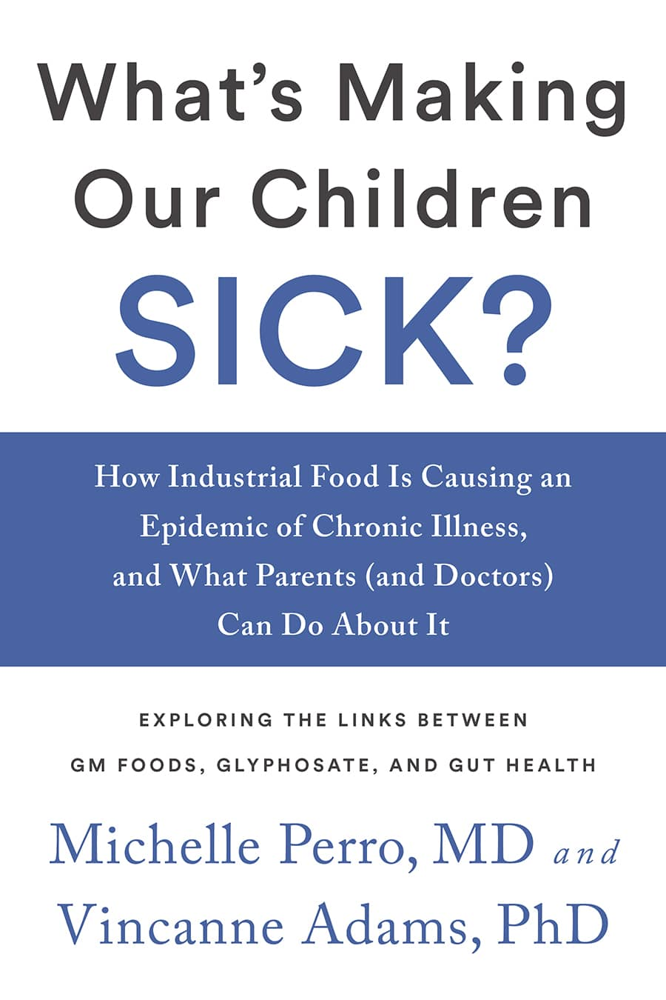 What’s Making
Our Children
SICK?
How Industrial Food Is Causing an
Epidemic of Chronic Illness,
and What Parents (and Doctors)
Can Do About It
EXPLORING THE LINKS BETWEEN
GM FOODS, GLYPHOSATE, AND GUT HEALTH
Michelle Perro, MD and
Vincanne Adams, PhD